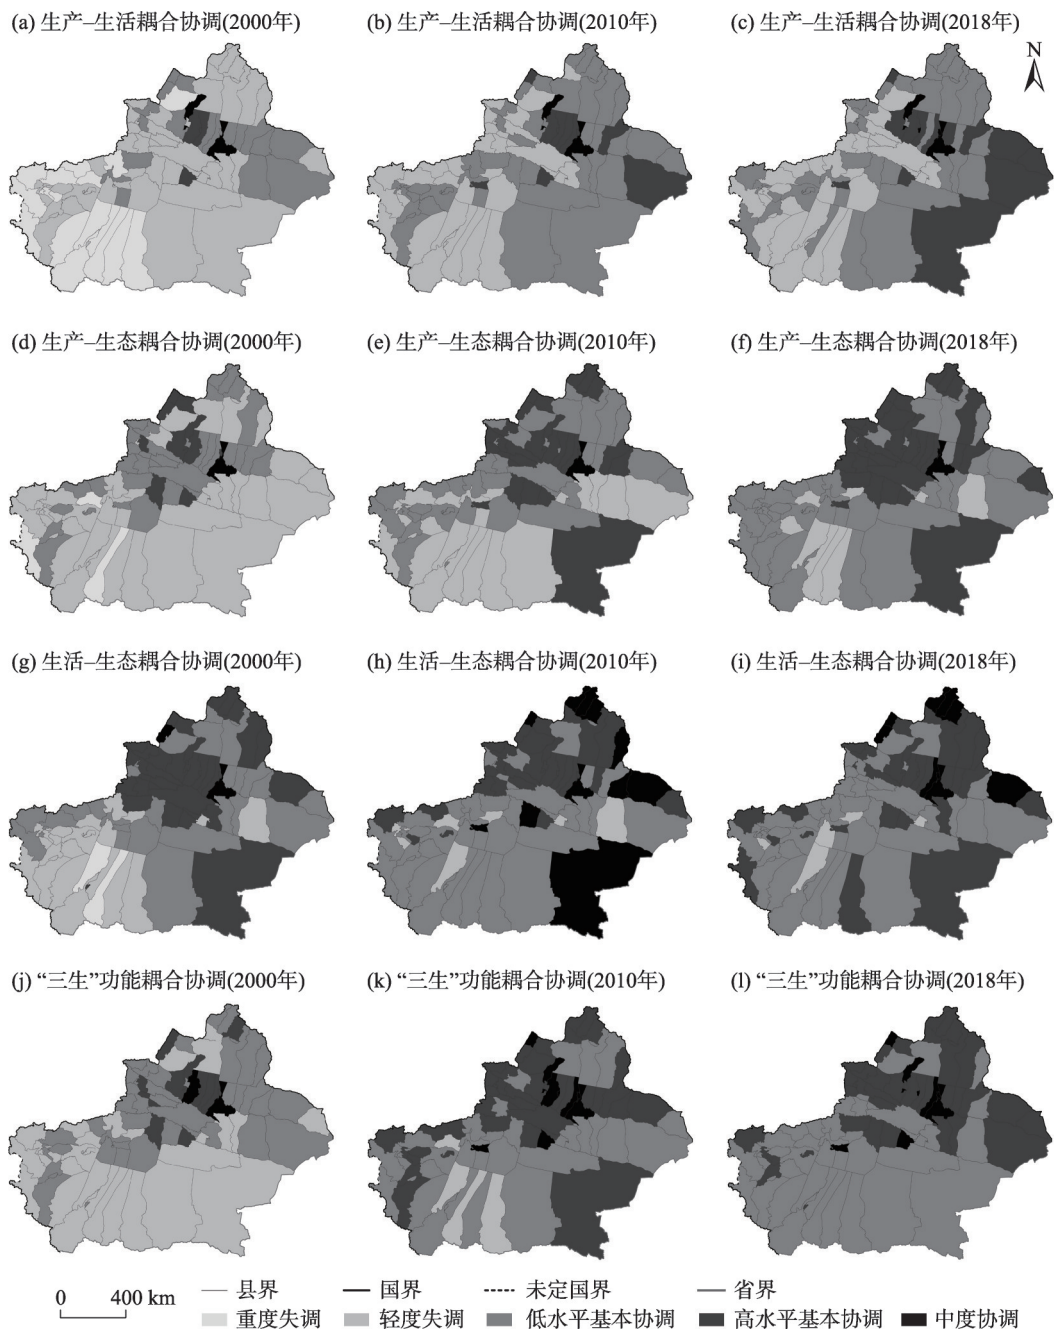 (a) 生产–生活耦合协调(2000年)
(b) 生产–生活耦合协调(2010年)
(c) 生产–生活耦合协调(2018年)
N
(d) 生产–生态耦合协调(2000年)
(e) 生产–生态耦合协调(2010年)
(f) 生产–生态耦合协调(2018年)
(g) 生活–生态耦合协调(2000年)
(h) 生活–生态耦合协调(2010年)
(i) 生活–生态耦合协调(2018年)
(j) “三生”功能耦合协调(2000年)
(k) “三生”功能耦合协调(2010年)
(l) “三生”功能耦合协调(2018年)
0 400 km
县界 国界 未定国界 省界
重度失调 轻度失调 低水平基本协调 高水平基本协调 中度协调